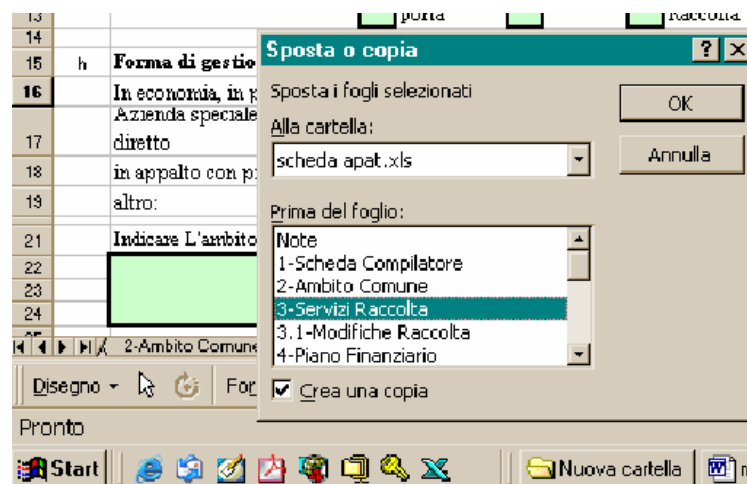 13 porta Raccolta
14
15 h Forma di gestio
16 In economia, in p
Azienda speciale
17 diretto
18 in appalto con p
19 altro:
21 Indicare L'ambito
22
23
24
2-Ambito Comune
Disegno
Pronto
Start
Nuova cartella
Sposta o copia
Sposta i fogli selezionati
Alla cartella:
scheda apat.xls
Prima del foglio:
Note
1-Scheda Compilatore
2-Ambito Comune
3-Servizi Raccolta
3.1-Modifiche Raccolta
4-Piano Finanziario
Crea una copia
OK
Annulla